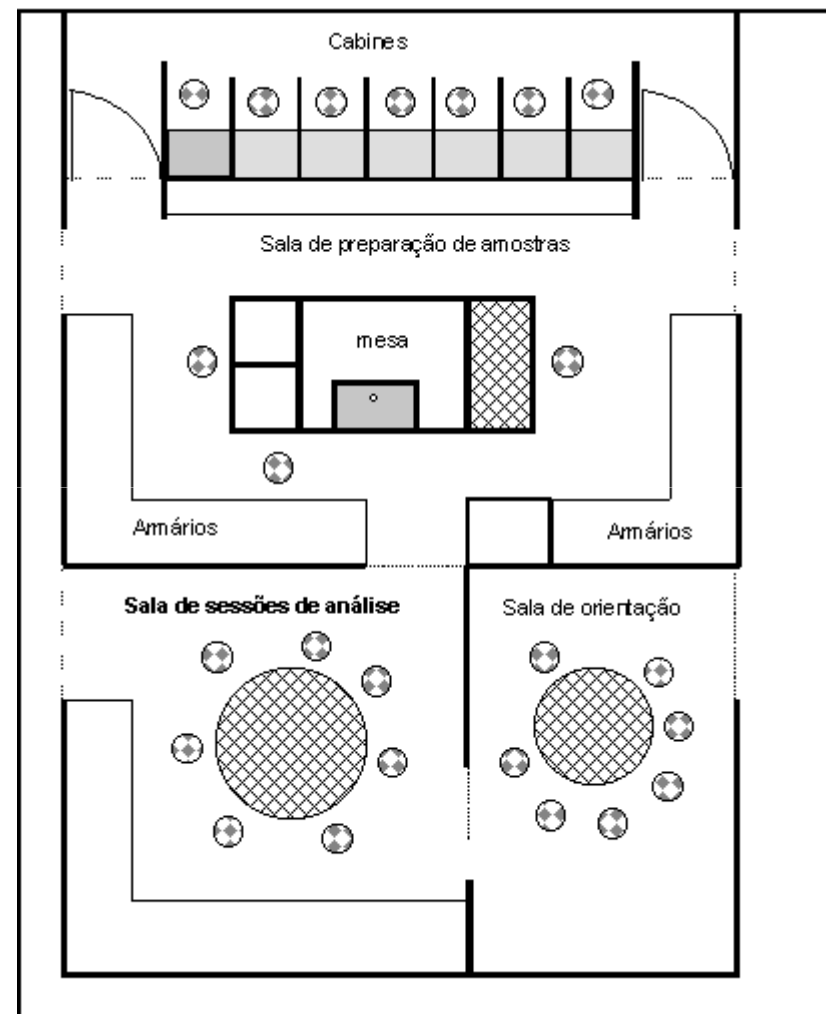 Cabines
Sala de preparação de amostras
mesa
Armários
Armários
Sala de sessões de análise
Sala de orientação